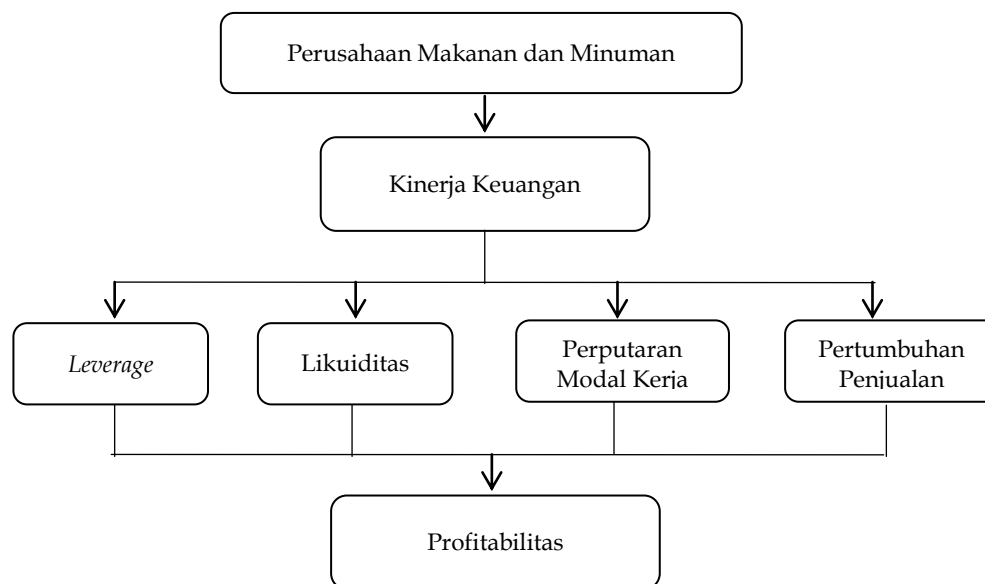 Perusahaan Makanan dan Minuman
Kinerja Keuangan
Leverage
Likuiditas
Perputaran
Modal Kerja
Pertumbuhan
Penjualan
Profitabilitas